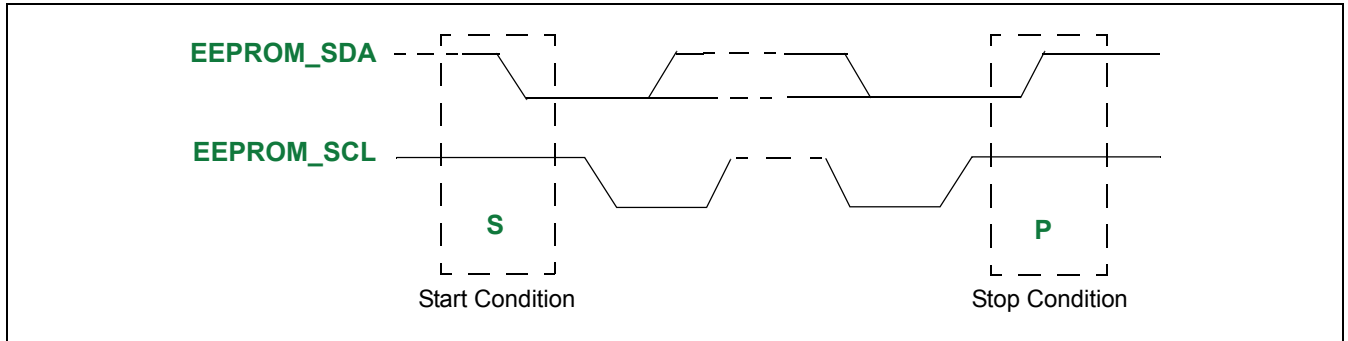 EEPROM_SDA
EEPROM_SCL
S
P
Start Condition
Stop Condition